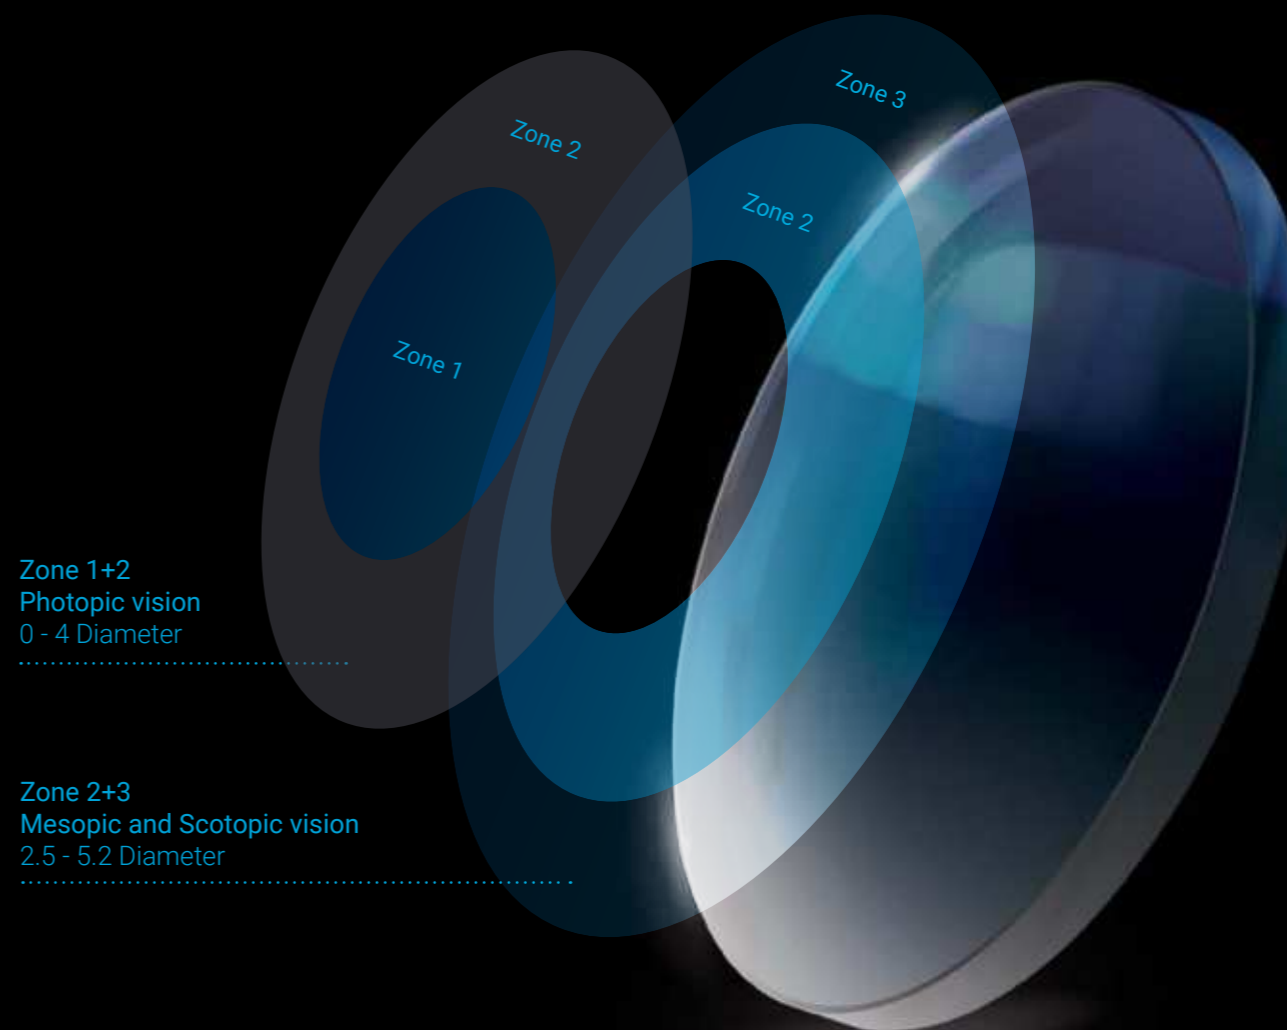 Zone 3
Zone 2
Zone 2
Zone 1
Zone 1+2
Photopic vision
0 - 4 Diameter
Zone 2+3
Mesopic and Scotopic vision
2.5 - 5.2 Diameter